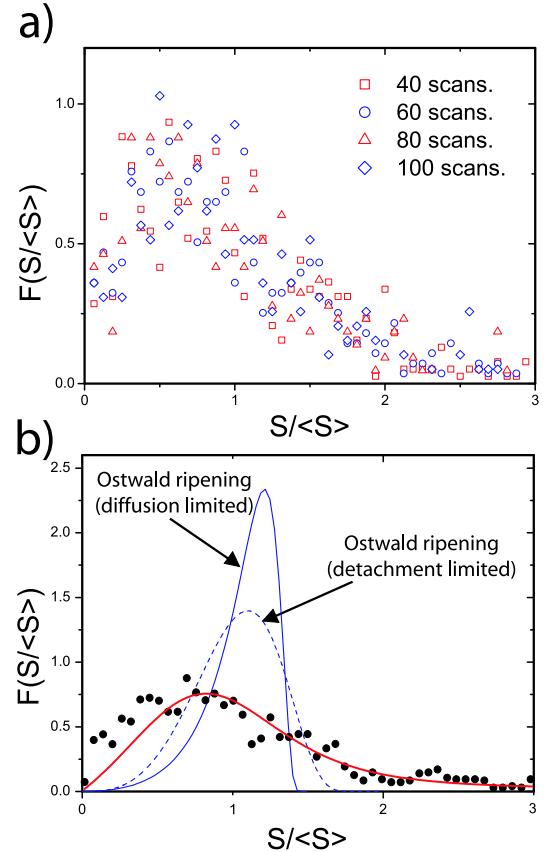 a)
1.0
0.5
0.0
F(S/<S>)
40 scans.
60 scans.
80 scans.
100 scans.
0 1 2 3
S/<S>
b)
2.5
2.0
1.5
1.0
0.5
0.0
F(S/<S>)
Ostwald ripening
(diffusion limited)
Ostwald ripening
(detachment limited)
0 1 2 3
S/<S>